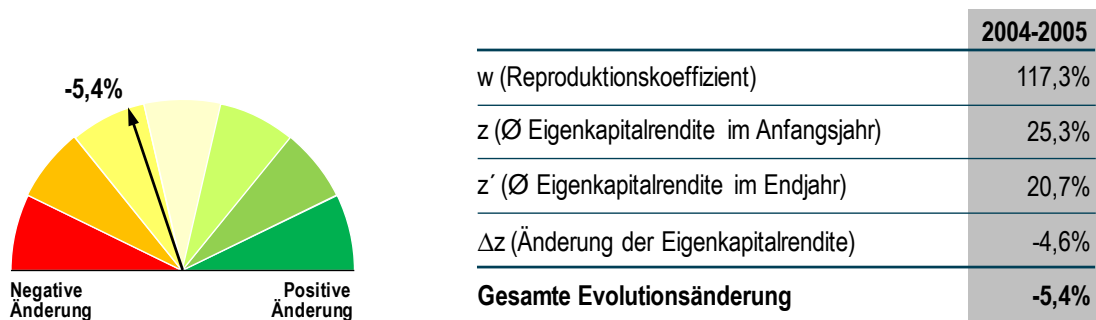 -5,4%
Negative
Änderung
Positive
Änderung
2004-2005
w (Reproduktionskoeffizient) 117,3%
z (Ø Eigenkapitalrendite im Anfangsjahr) 25,3%
z´ (Ø Eigenkapitalrendite im Endjahr) 20,7%
Δz (Änderung der Eigenkapitalrendite) -4,6%
Gesamte Evolutionsänderung -5,4%